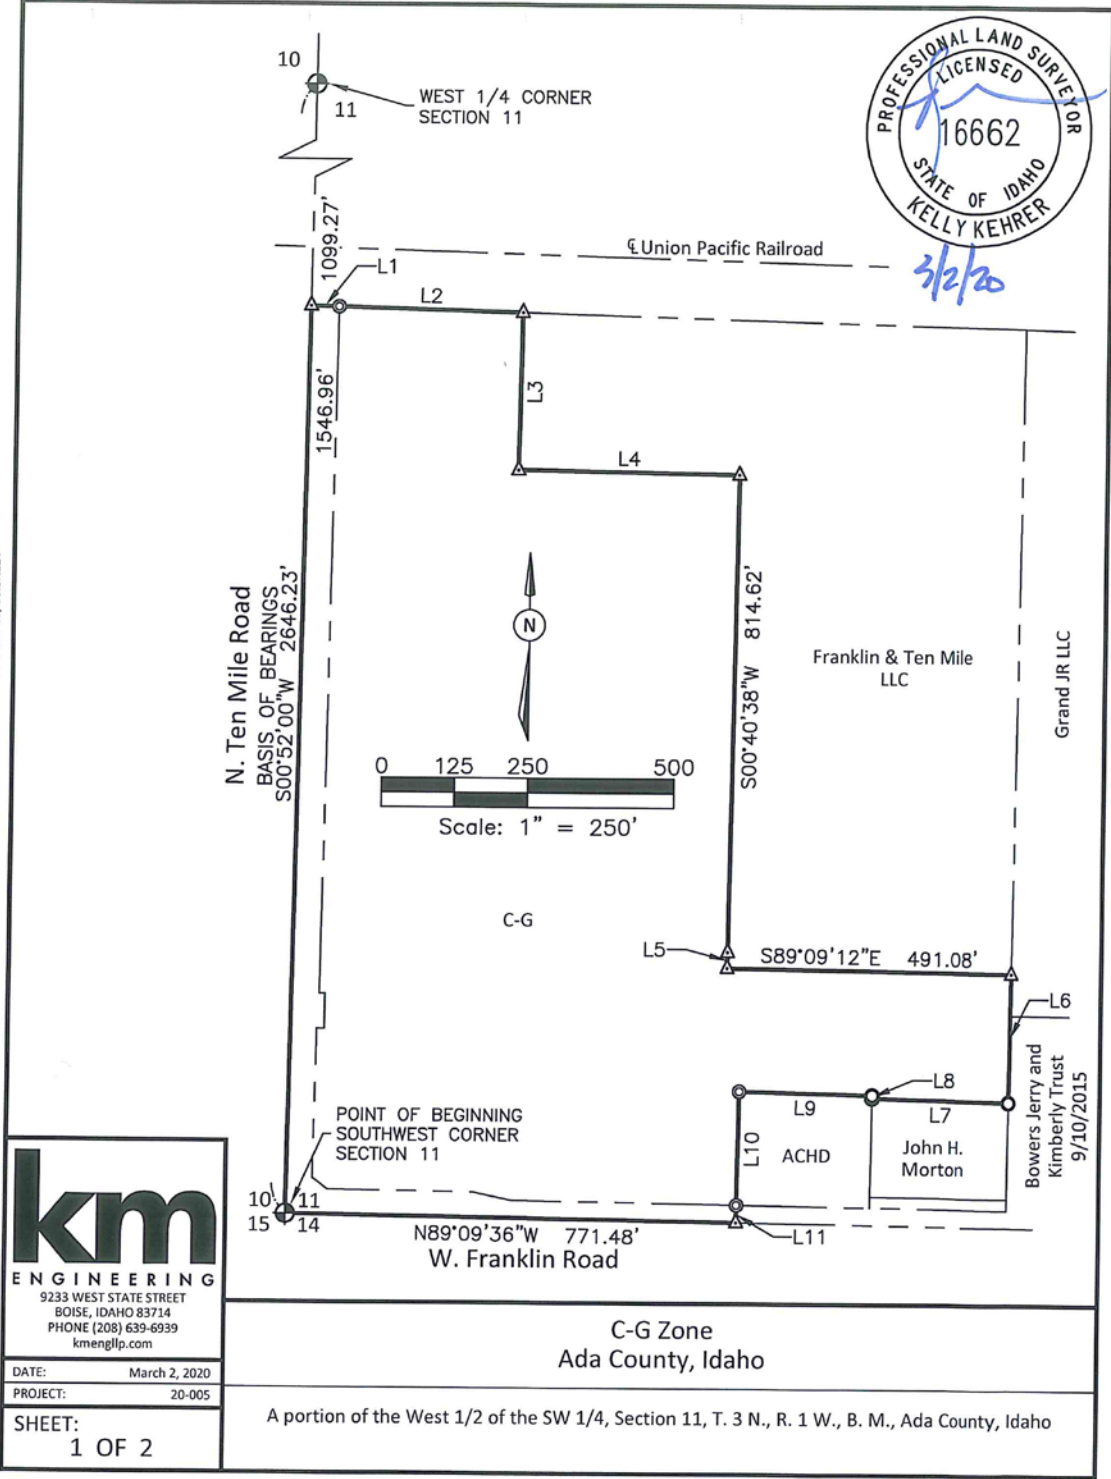 10
11
WEST 1/4 CORNER
SECTION 11
PROFESSIONAL LAND SURVEYOR
LICENSED
16662
STATE OF IDAHO
KELLY KEHRER
3/2/20
1099.27'
℄ Union Pacific Railroad
L1
L2
1546.96'
L3
L4
N. Ten Mile Road
BASIS OF BEARINGS
S00°52'00"W 2646.23'
N
S00°40'38"W 814.62'
Franklin & Ten Mile
LLC
Grand JR LLC
0 125 250 500
Scale: 1" = 250'
C-G
L5
S89°09'12"E 491.08'
L6
L8
L9
L7
L10
ACHD
John H.
Morton
Bowers Jerry and
Kimberly Trust
9/10/2015
POINT OF BEGINNING
SOUTHWEST CORNER
SECTION 11
10 11
15 14
N89°09'36"W 771.48'
L11
W. Franklin Road
km
ENGINEERING
9233 WEST STATE STREET
BOISE, IDAHO 83714
PHONE (208) 639-6939
kmengllp.com
DATE: March 2, 2020
PROJECT: 20-005
SHEET:
1 OF 2
C-G Zone
Ada County, Idaho
A portion of the West 1/2 of the SW 1/4, Section 11, T. 3 N., R. 1 W., B. M., Ada County, Idaho